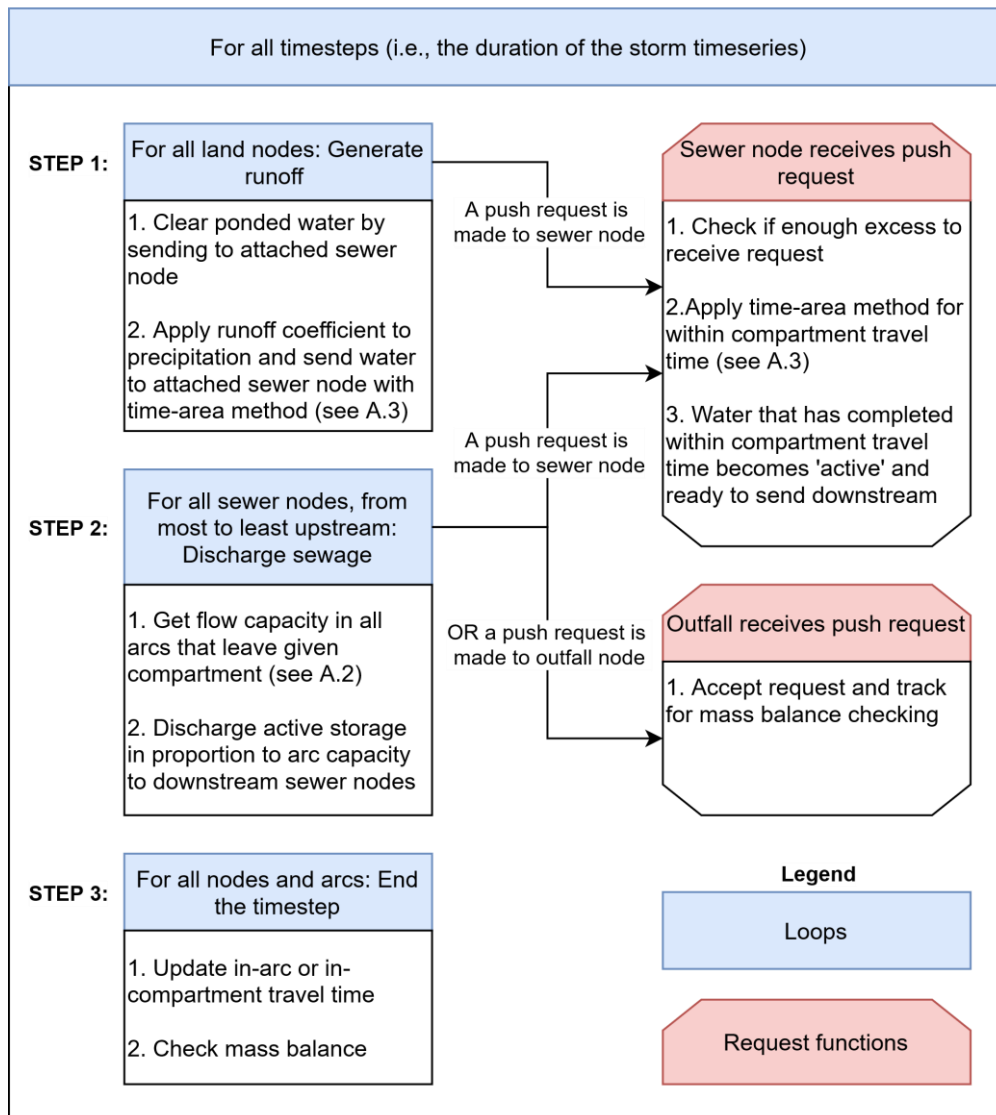 For all timesteps (i.e., the duration of the storm timeseries)
STEP 1:
For all land nodes: Generate
runoff
1. Clear ponded water by
sending to attached sewer
node
2. Apply runoff coefficient to
precipitation and send water
to attached sewer node with
time-area method (see A.3)
A push request is
made to sewer node
Sewer node receives push
request
1. Check if enough excess to
receive request
2.Apply time-area method for
within compartment travel
time (see A.3)
3. Water that has completed
within compartment travel
time becomes 'active' and
ready to send downstream
STEP 2:
For all sewer nodes, from
most to least upstream:
Discharge sewage
1. Get flow capacity in all
arcs that leave given
compartment (see A.2)
2. Discharge active storage
in proportion to arc capacity
to downstream sewer nodes
A push request is
made to sewer node
OR a push request is
made to outfall node
Outfall receives push request
1. Accept request and track
for mass balance checking
STEP 3:
For all nodes and arcs: End
the timestep
1. Update in-arc or in-
compartment travel time
2. Check mass balance
Legend
Loops
Request functions